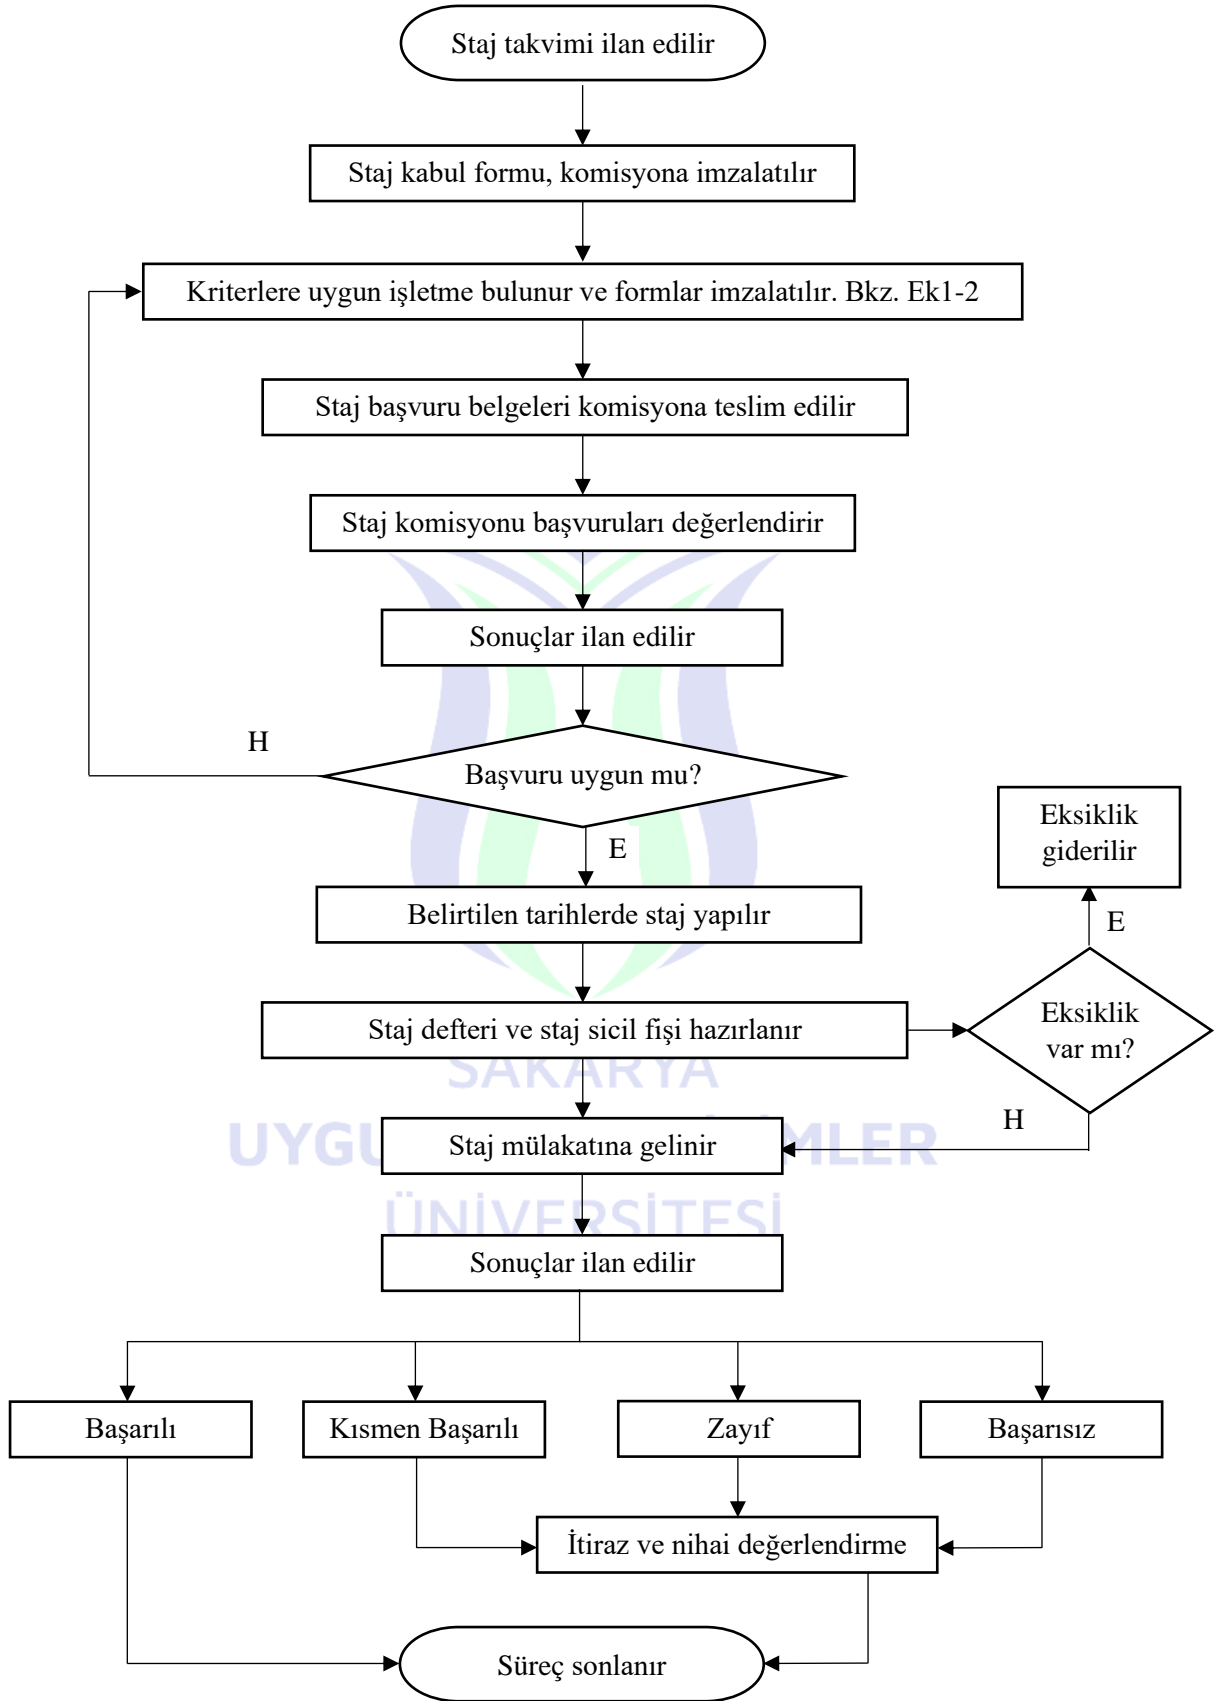 Staj takvimi ilan edilir
Staj kabul formu, komisyona imzalatılır
Kriterlere uygun işletme bulunur ve formlar imzalatılır. Bkz. Ek1-2
Staj başvuru belgeleri komisyona teslim edilir
Staj komisyonu başvuruları değerlendirir
Sonuçlar ilan edilir
H
Başvuru uygun mu?
E
Eksiklik
giderilir
Belirtilen tarihlerde staj yapılır
E
Staj defteri ve staj sicil fişi hazırlanır
Eksiklik
var mı?
SAKARYA
H
UYGU
MLER
Staj mülakatına gelinir
ÜNİVERSİTESİ
Sonuçlar ilan edilir
Başarılı
Kısmen Başarılı
Zayıf
Başarısız
İtiraz ve nihai değerlendirme
Süreç sonlanır